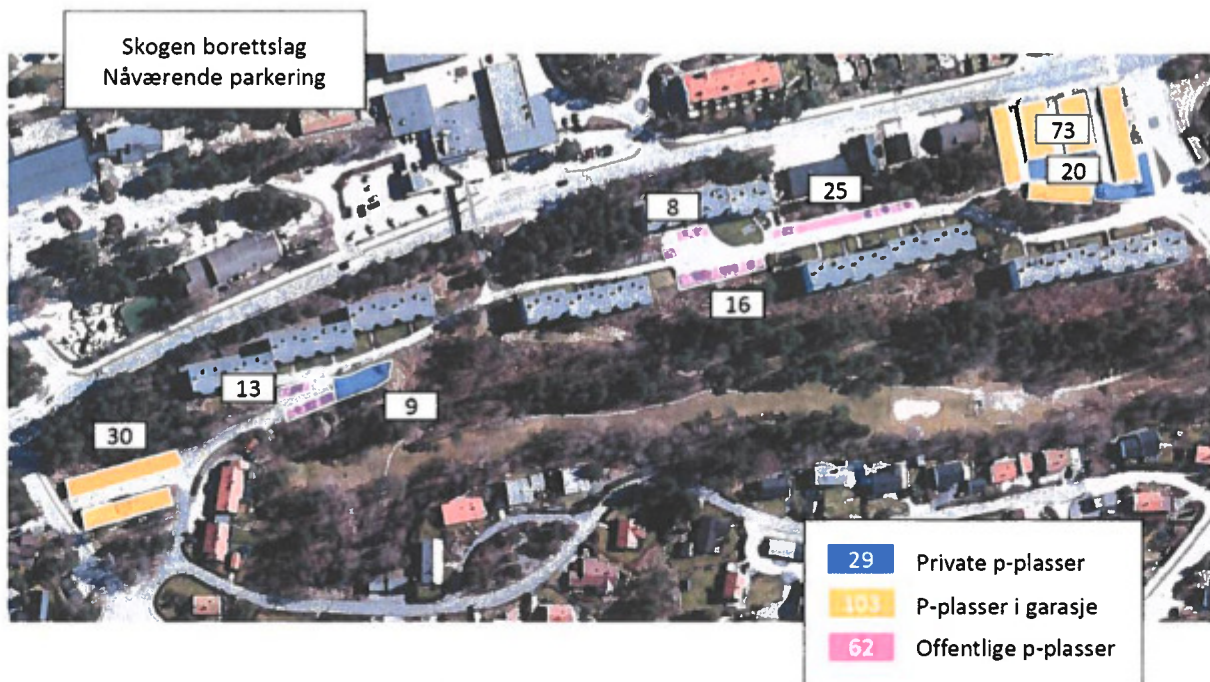 Skogen borettslag
Nåværende parkering
73
20
25
8
16
13
9
30
29 Private p-plasser
103 P-plasser i garasje
62 Offentlige p-plasser